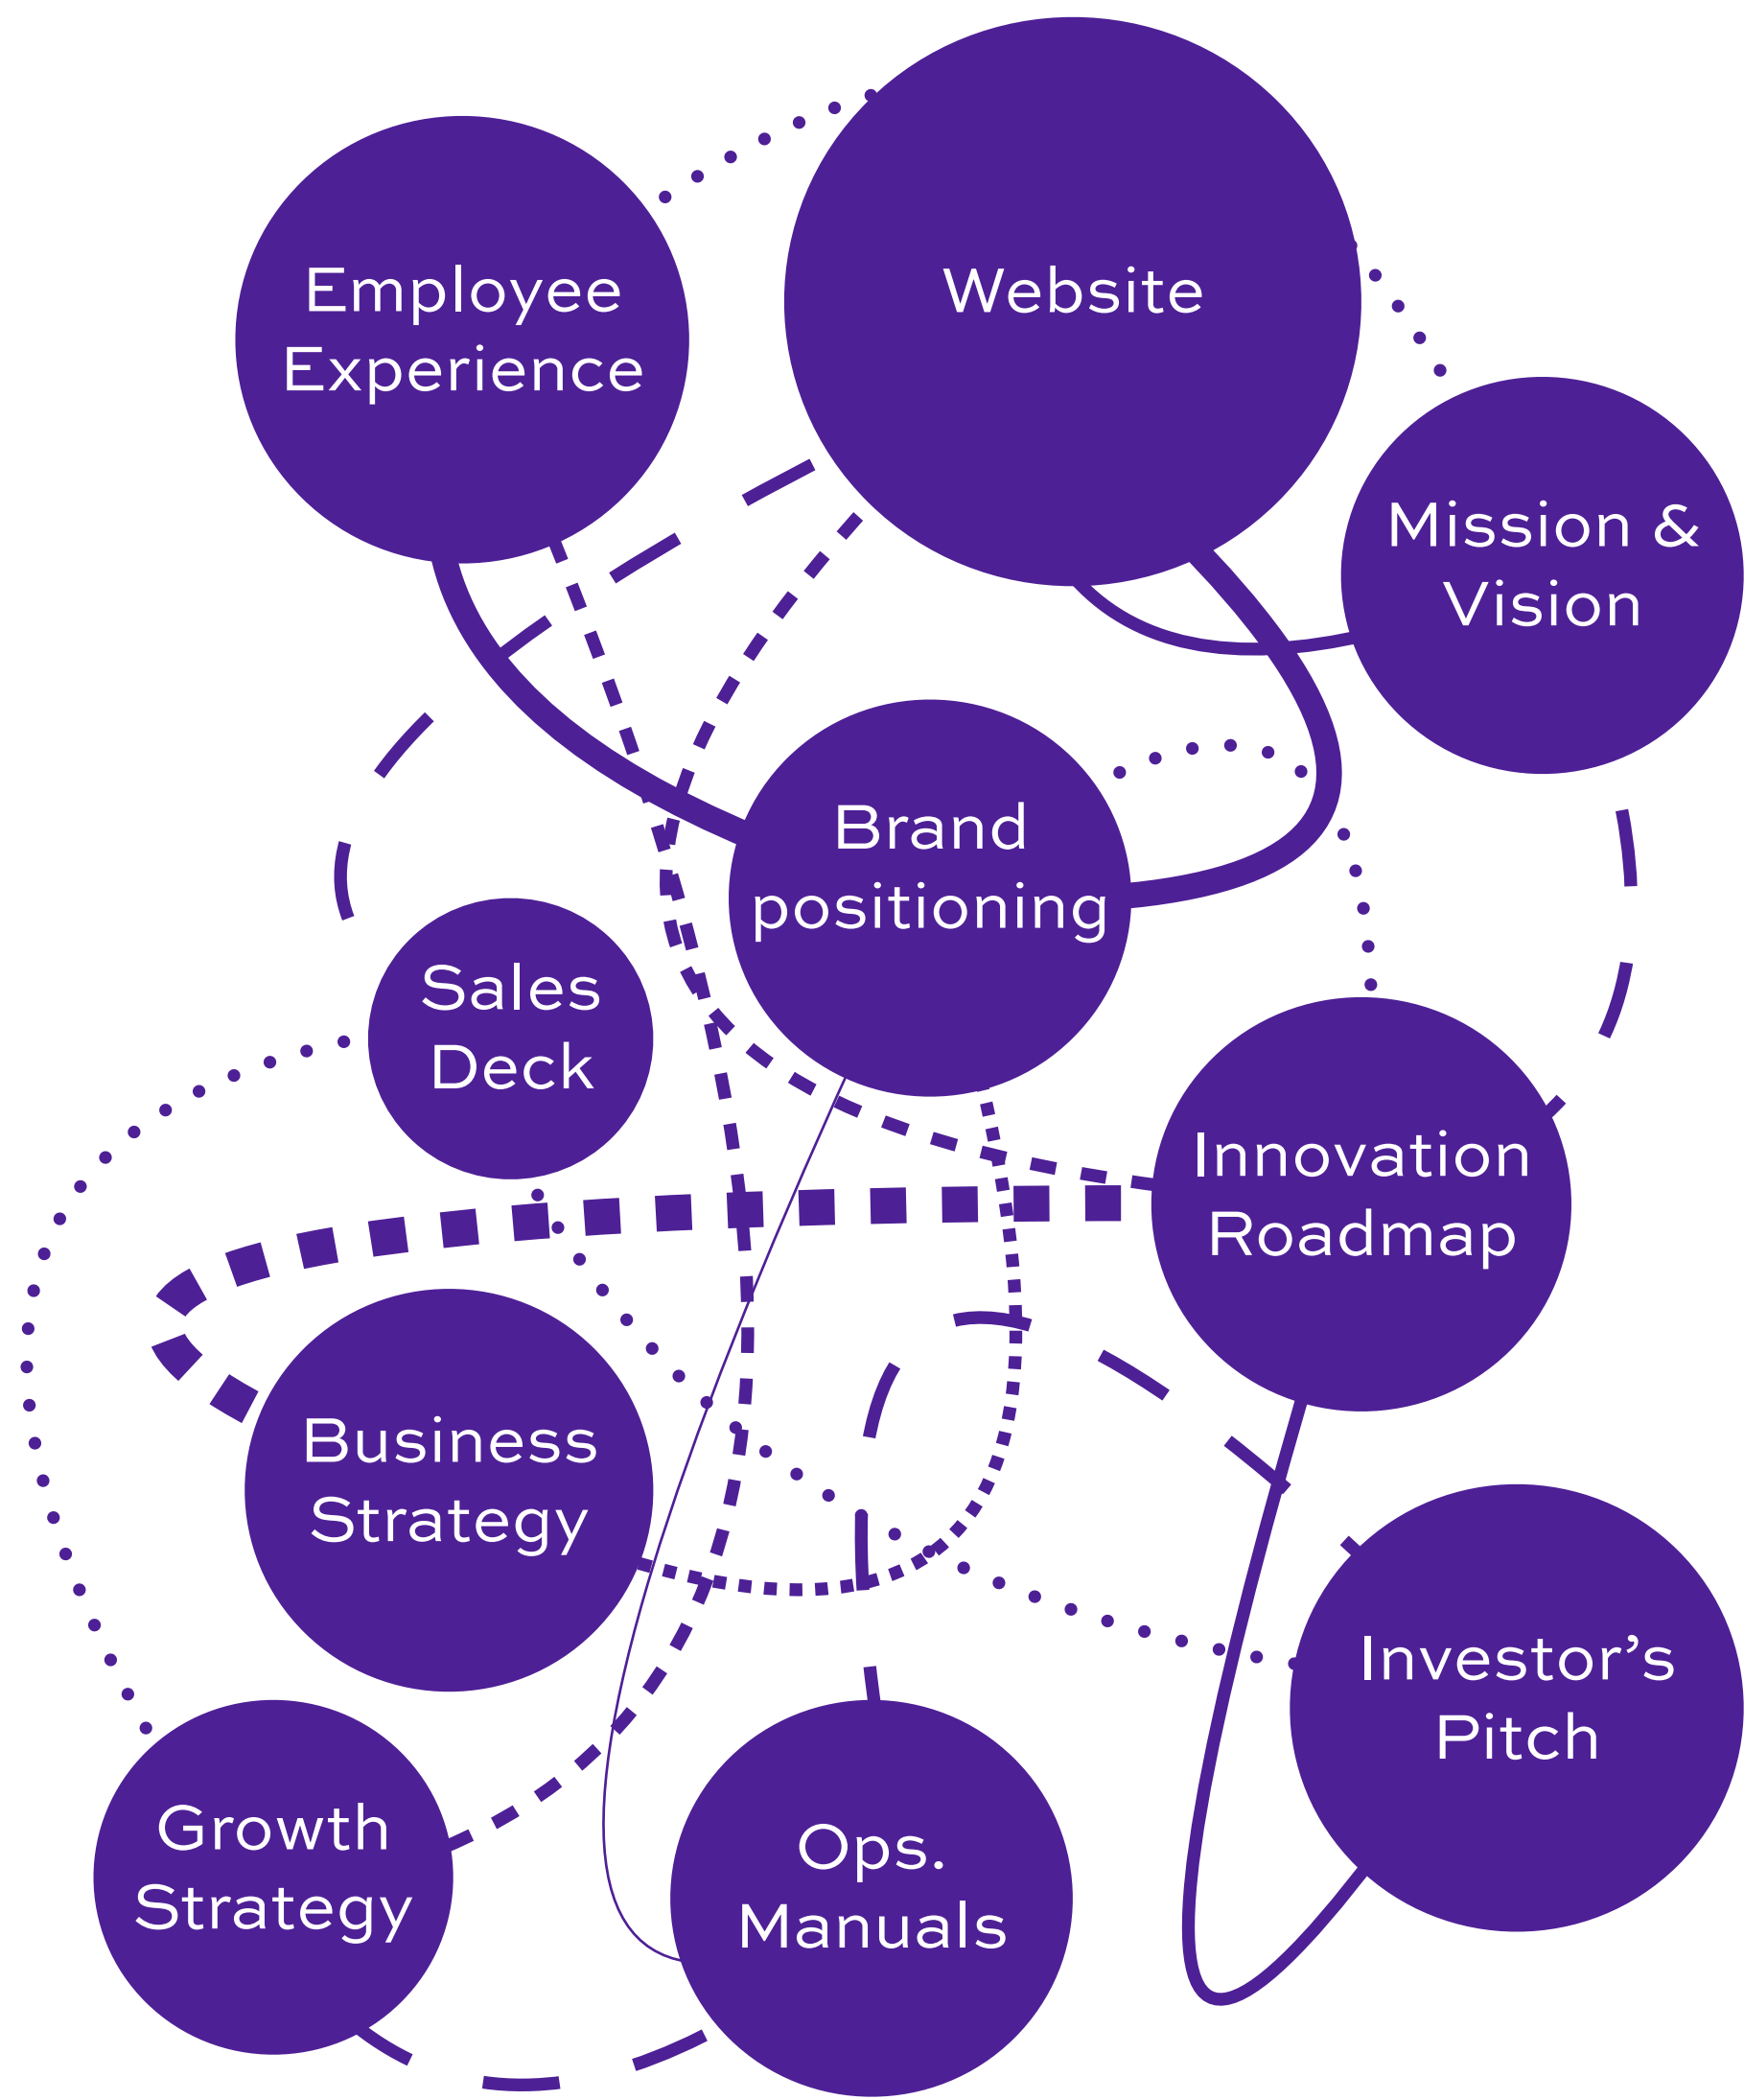 Employee
Experience
Website
Mission &
Vision
Brand
positioning
Sales
Deck
Innovation
Roadmap
Business
Strategy
Investor’s
Pitch
Growth
Strategy
Ops.
Manuals